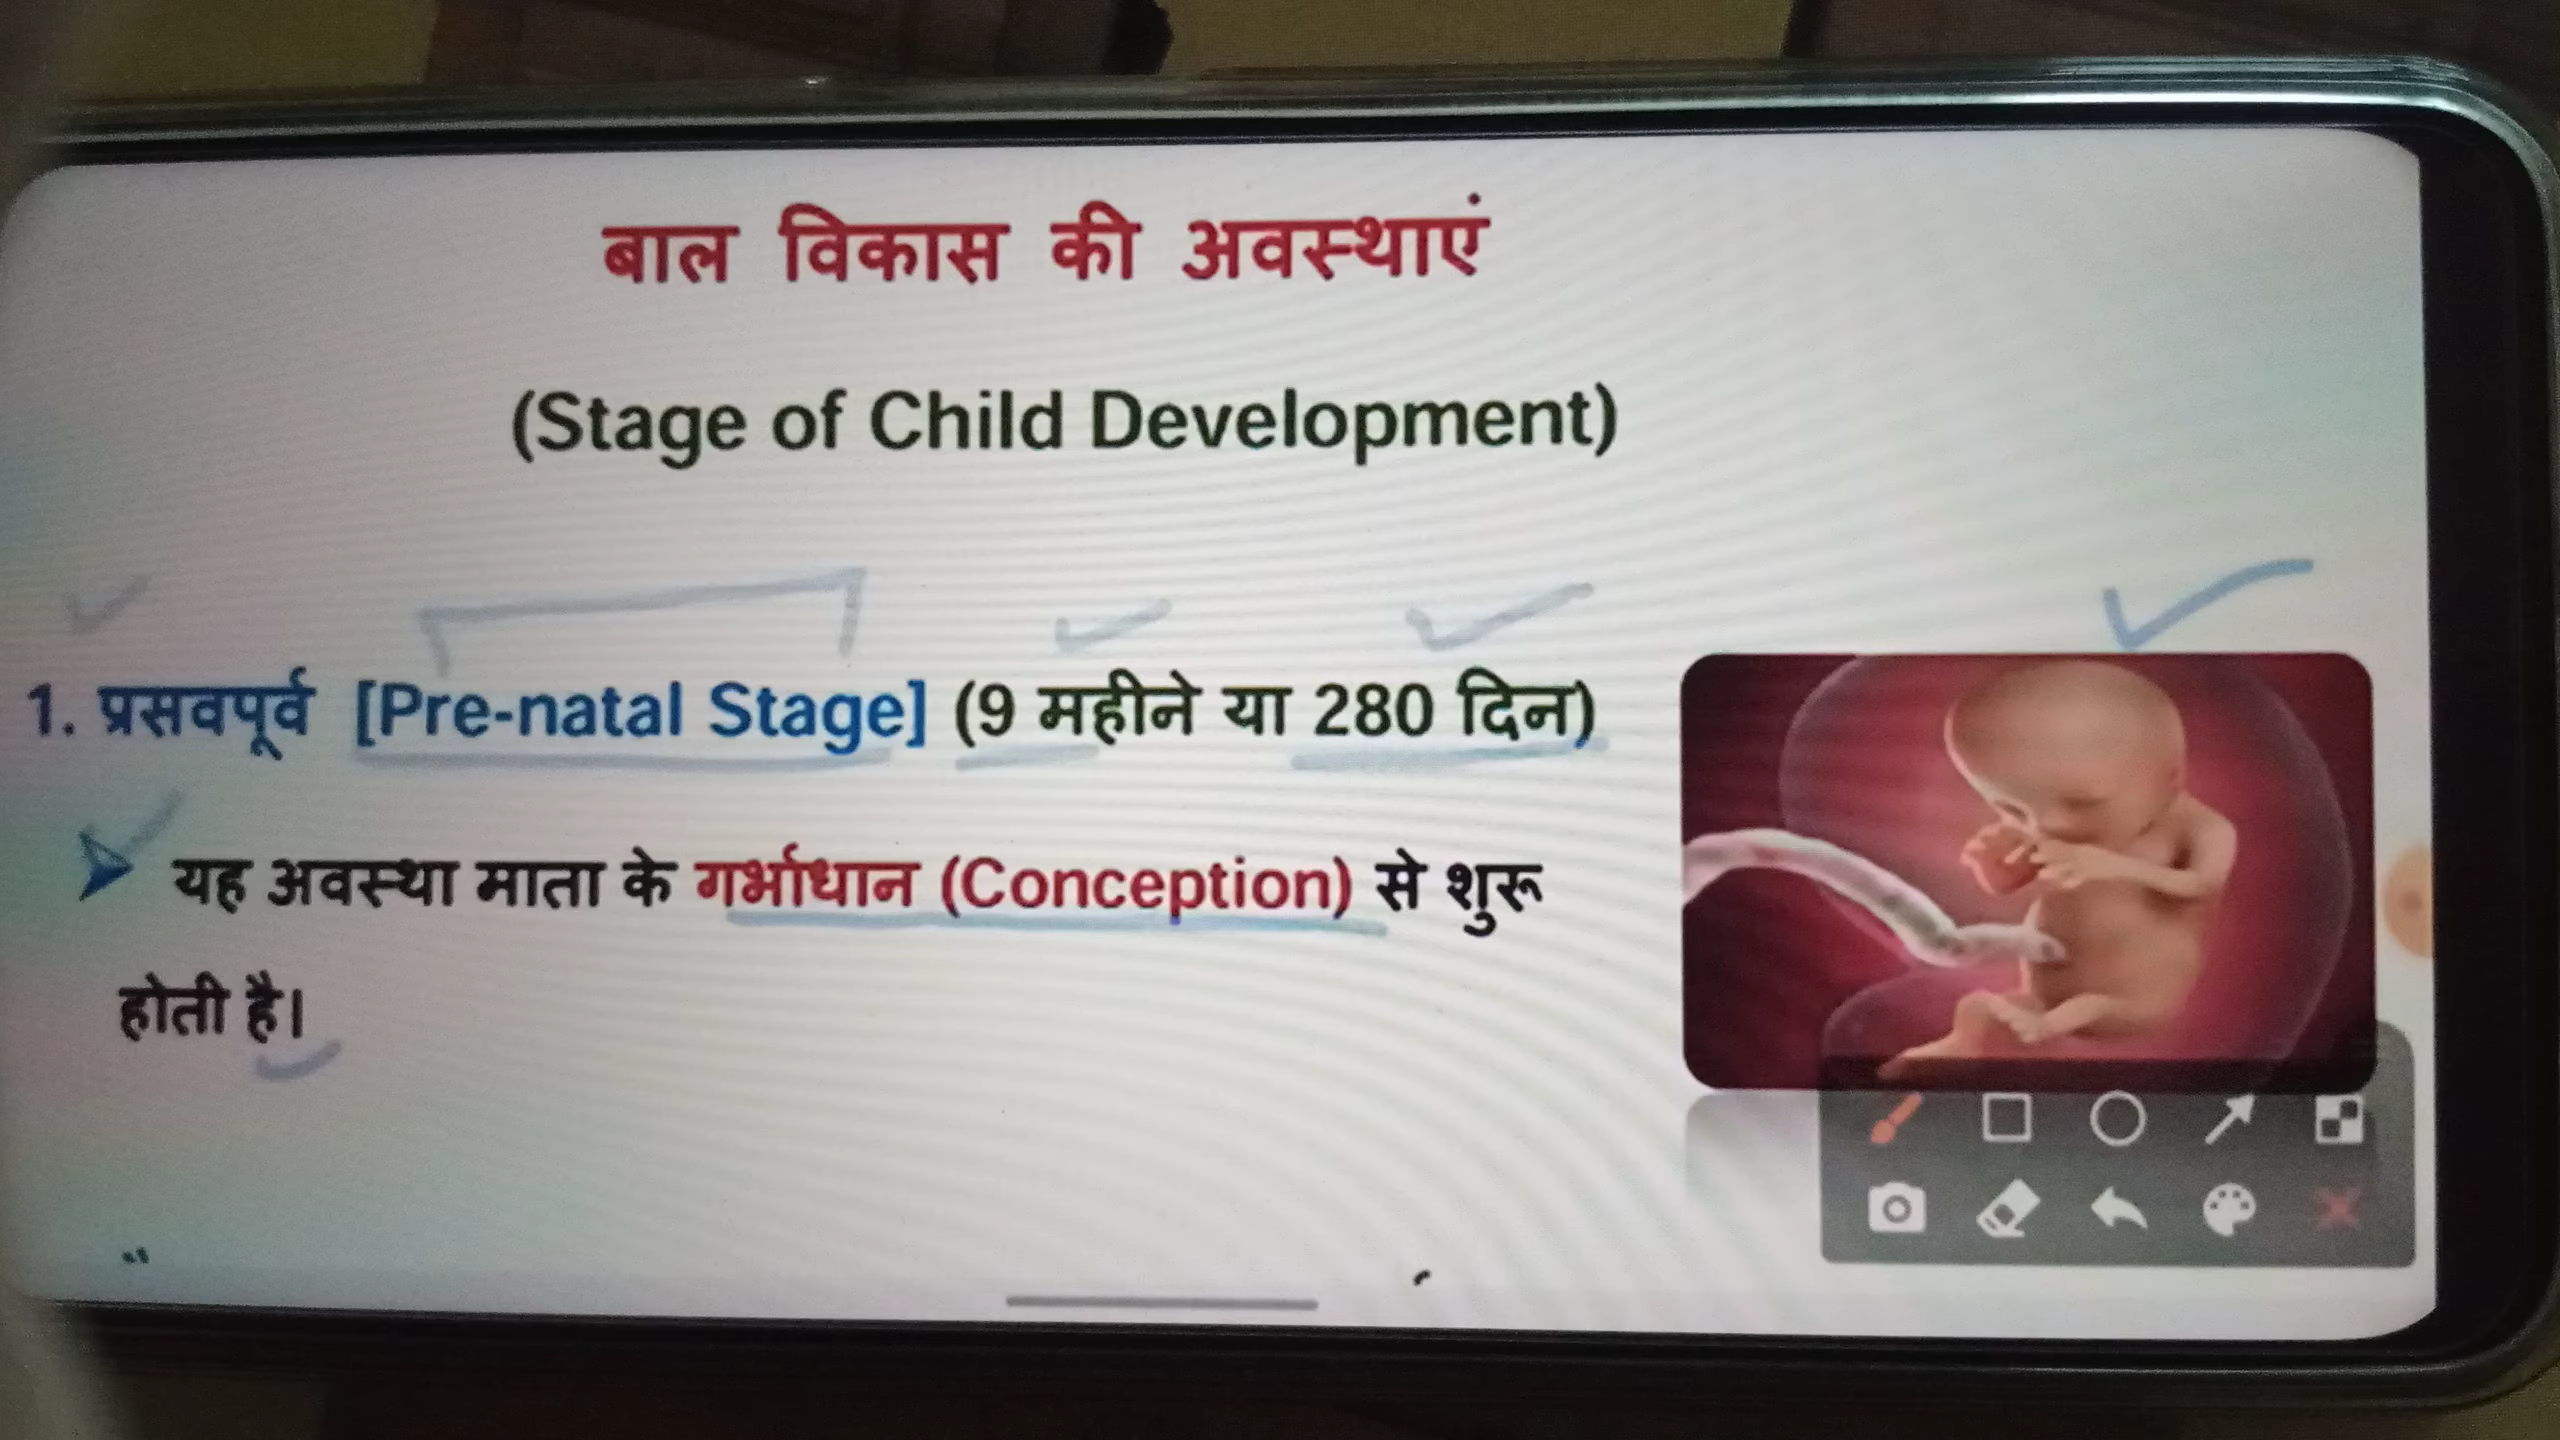 बाल विकास की अवस्थाएं
(Stage of Child Development)
1. प्रसवपूर्व [Pre-natal Stage] (9 महीने या 280 दिन)
➤ यह अवस्था माता के गर्भाधान (Conception) से शुरू
होती है।